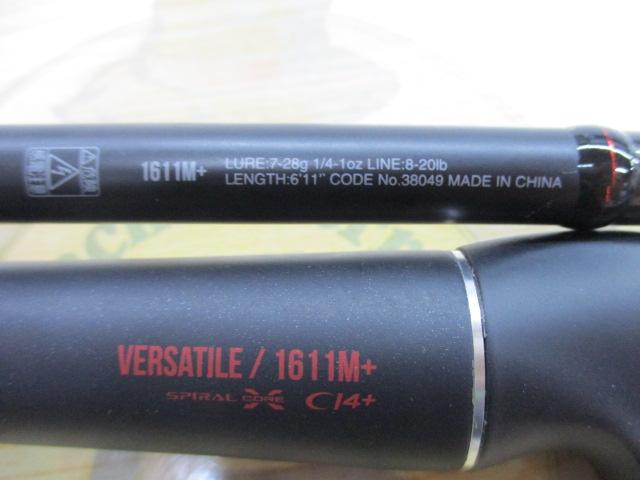 1611M+
LURE:7-28g 1/4-1oz LINE:8-20lb
LENGTH:6'11" CODE No.38049 MADE IN CHINA
VERSATILE / 1611M+
SPIRAL X CORE CI4+